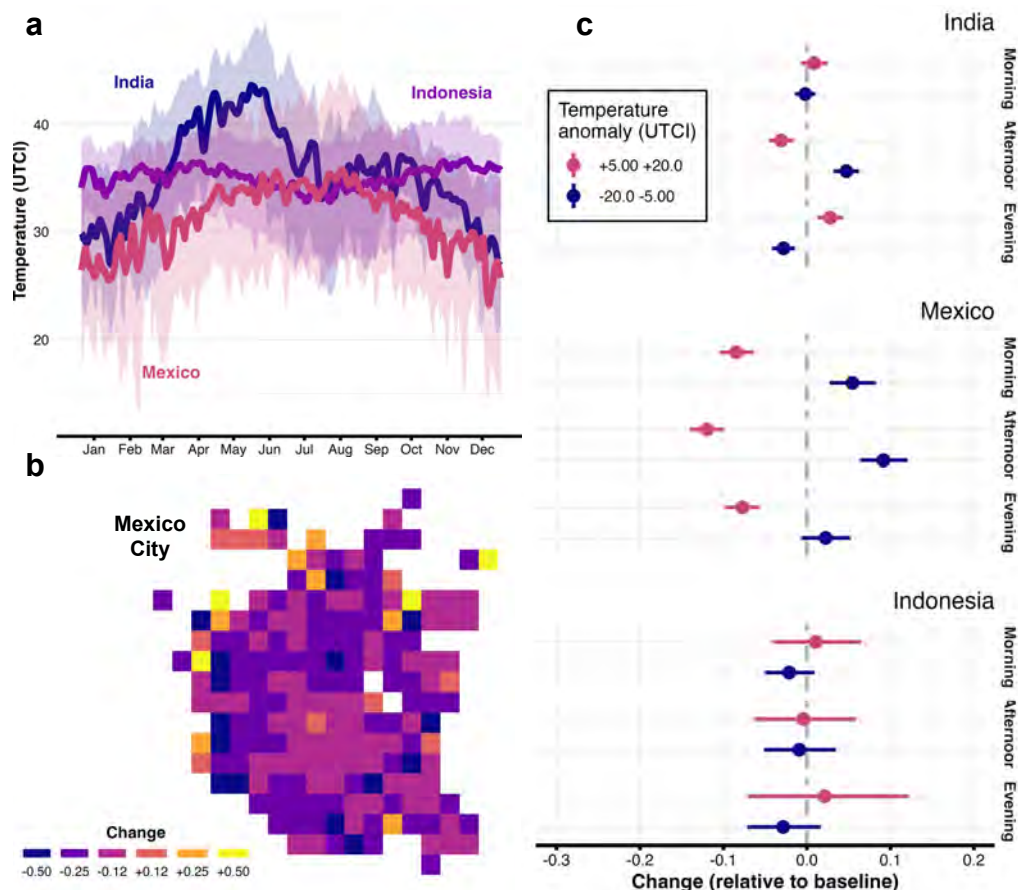 a
India
Indonesia
Mexico
Temperature (UTCI)
40
30
20
Jan Feb Mar Apr May Jun Jul Aug Sep Oct Nov Dec
b
Mexico
City
Change
-0.50 -0.25 -0.12 +0.12 +0.25 +0.50
c
Temperature
anomaly (UTCI)
+5.00 +20.0
-20.0 -5.00
India
Morning
Afternoon
Evening
Mexico
Morning
Afternoon
Evening
Indonesia
Morning
Afternoon
Evening
-0.3 -0.2 -0.1 0.0 0.1 0.2
Change (relative to baseline)